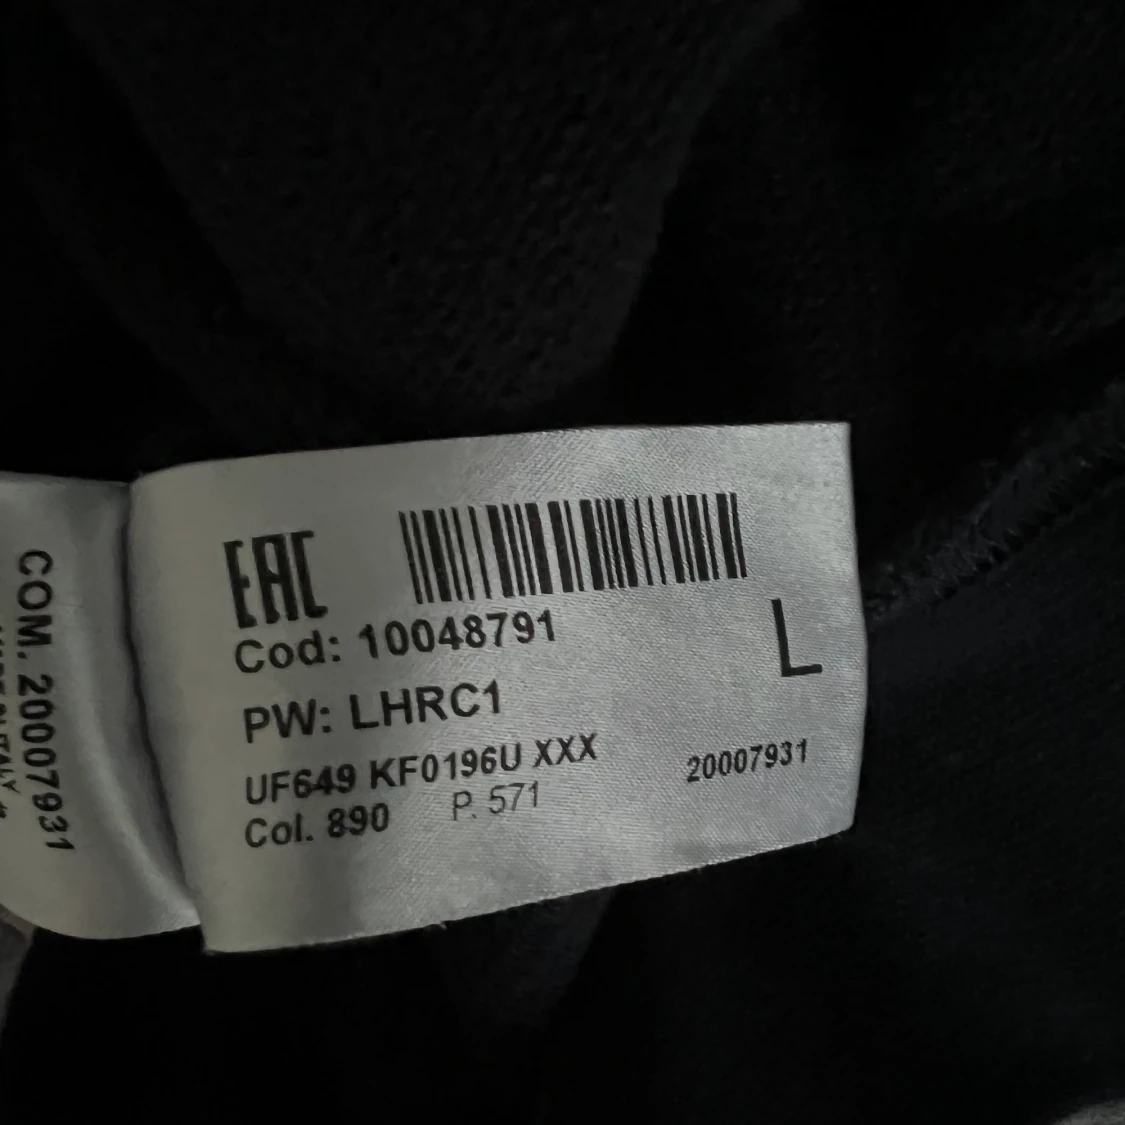 COM. 20007931
EAC
Cod: 10048791
L
PW: LHRC1
UF649 KF0196U XXX
20007931
Col. 890 P. 571